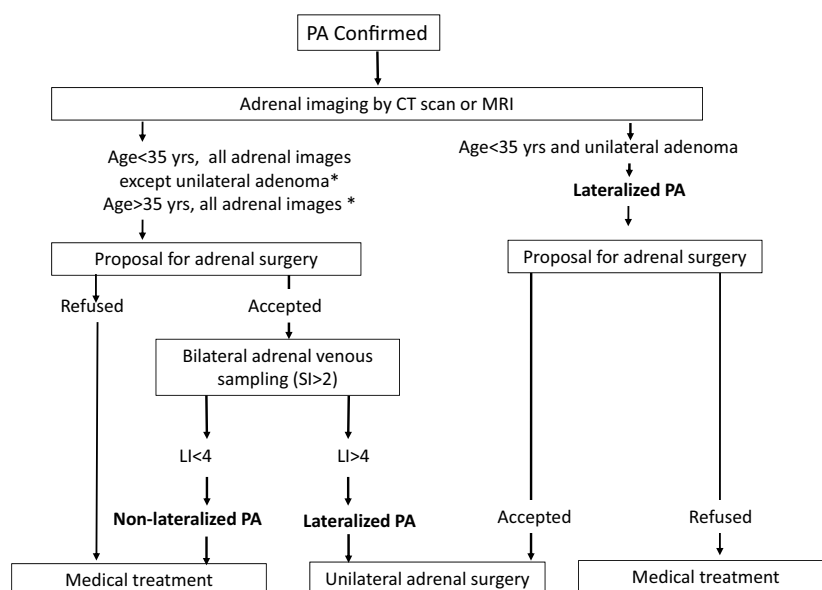 PA Confirmed
Adrenal imaging by CT scan or MRI
Age<35 yrs, all adrenal images
except unilateral adenoma*
Age>35 yrs, all adrenal images *
Age<35 yrs and unilateral adenoma
Lateralized PA
Proposal for adrenal surgery
Proposal for adrenal surgery
Refused
Accepted
Bilateral adrenal venous
sampling (SI>2)
LI<4
LI>4
Non-lateralized PA
Lateralized PA
Accepted
Refused
Medical treatment
Unilateral adrenal surgery
Medical treatment